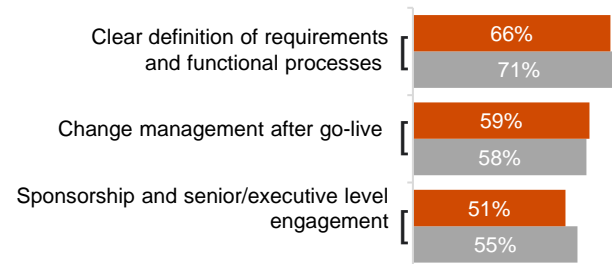 Clear definition of requirements
and functional processes
66%
71%
Change management after go-live
59%
58%
Sponsorship and senior/executive level
engagement
51%
55%